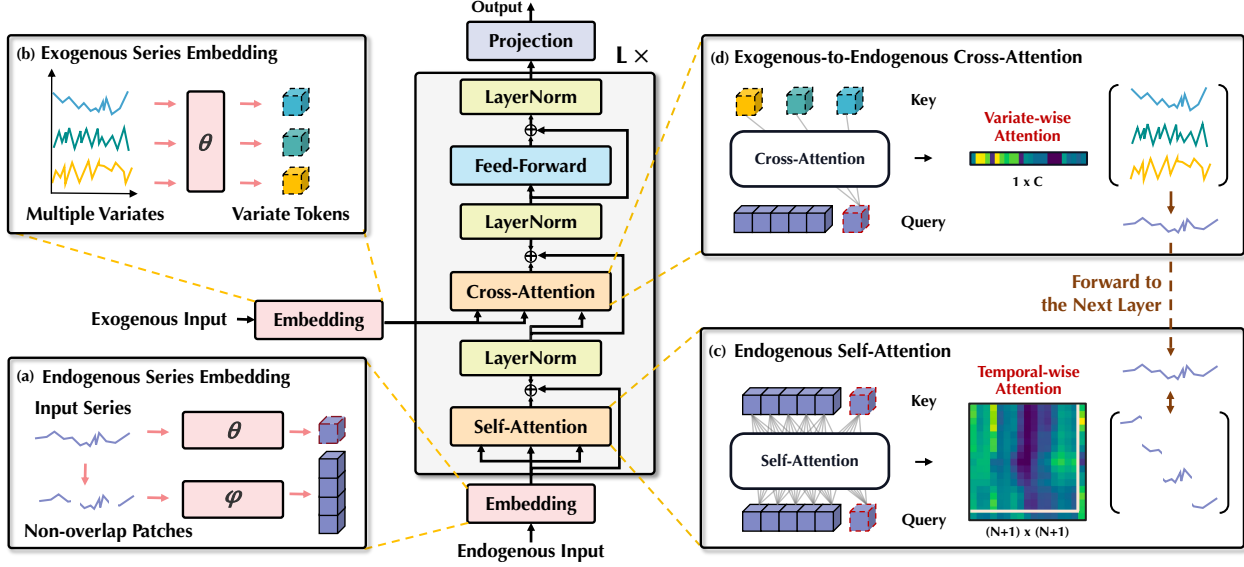 Output
Projection
L ×
LayerNorm
Feed-Forward
LayerNorm
Cross-Attention
Exogenous Input
Embedding
LayerNorm
Self-Attention
Embedding
Endogenous Input
(b) Exogenous Series Embedding
θ
Multiple Variates
Variate Tokens
(a) Endogenous Series Embedding
Input Series
θ
φ
Non-overlap Patches
(d) Exogenous-to-Endogenous Cross-Attention
Key
Variate-wise
Attention
Cross-Attention
1 x C
Query
Forward to
the Next Layer
(c) Endogenous Self-Attention
Temporal-wise
Attention
Key
Self-Attention
Query
(N+1) x (N+1)